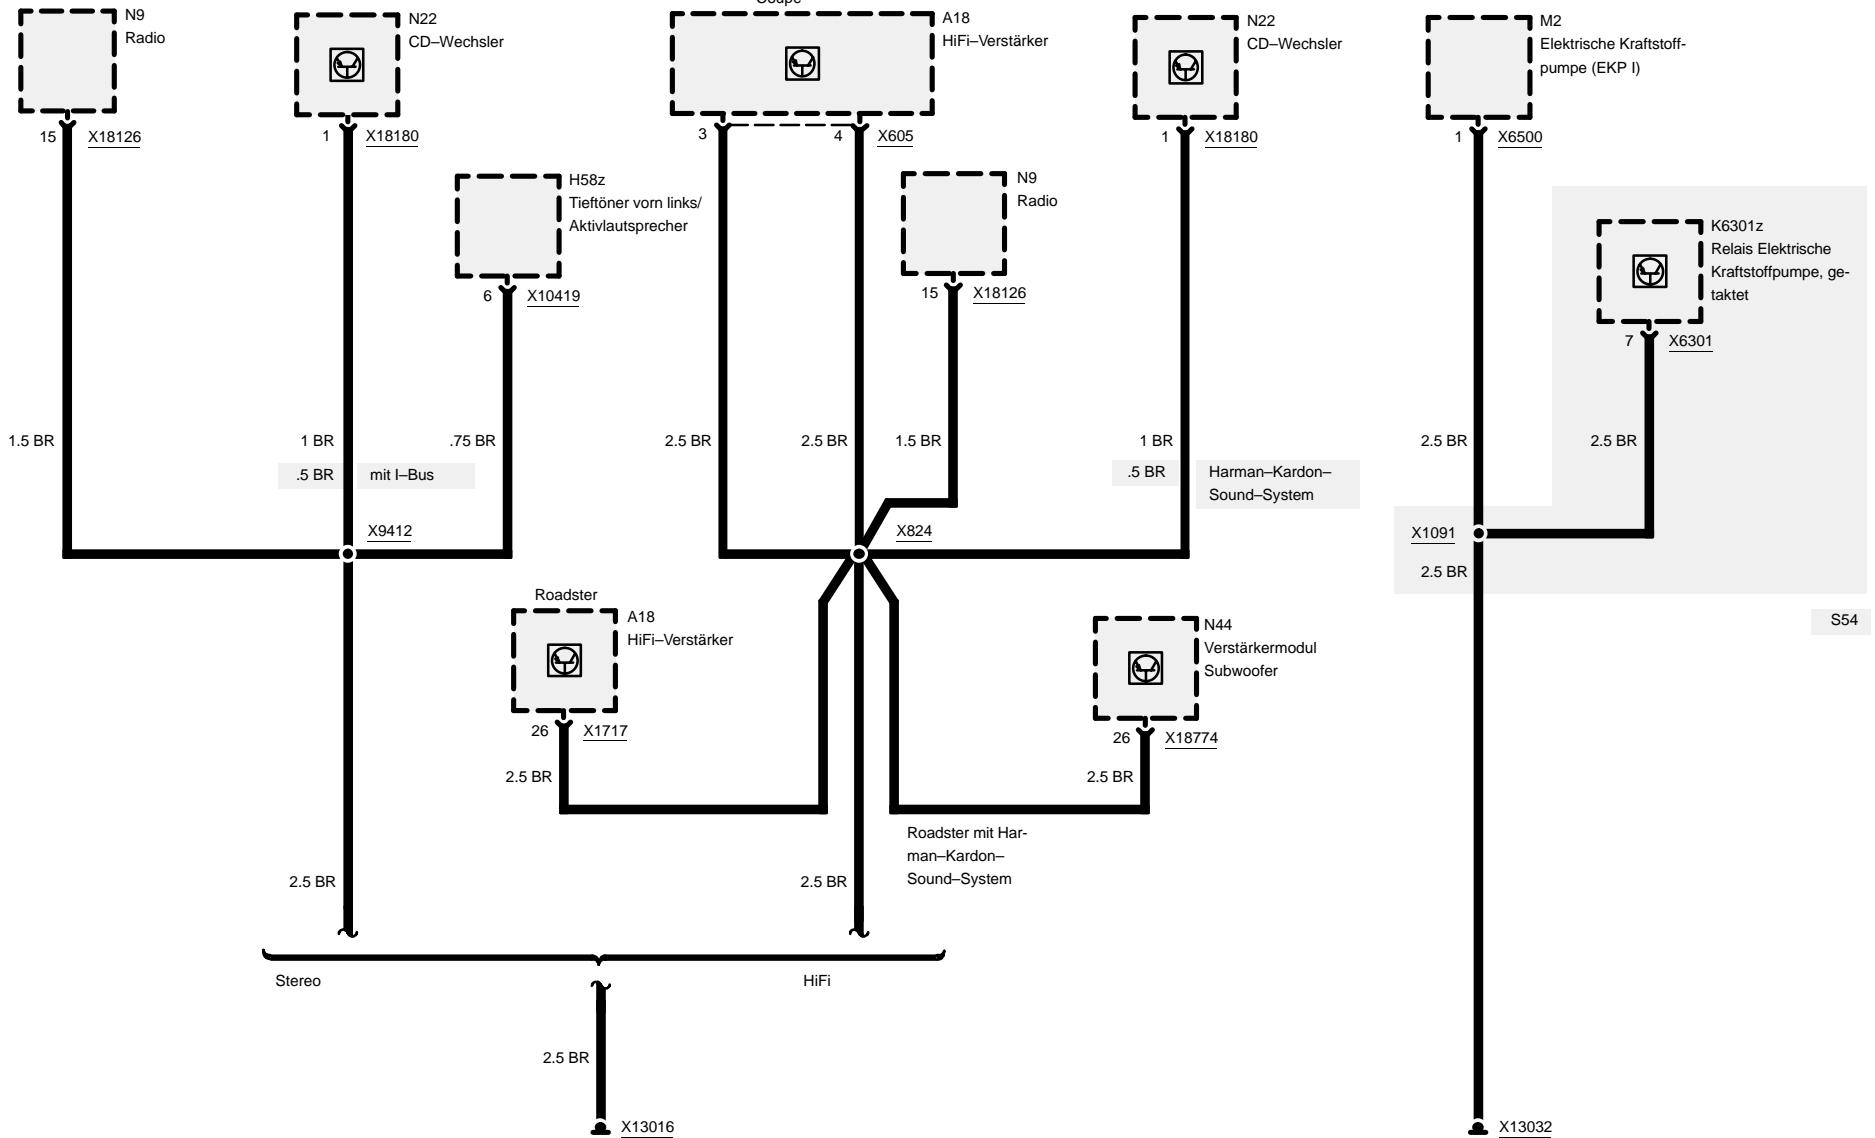 Coupe
N9
Radio
15
X18126
N22
CD–Wechsler
1
X18180
A18
HiFi–Verstärker
3
4
X605
N22
CD–Wechsler
1
X18180
M2
Elektrische Kraftstoff-
pumpe (EKP I)
1
X6500
H58z
Tieftöner vorn links/
Aktivlautsprecher
6
X10419
N9
Radio
15
X18126
K6301z
Relais Elektrische
Kraftstoffpumpe, ge-
taktet
7
X6301
1.5 BR
1 BR
.75 BR
2.5 BR
2.5 BR
1.5 BR
1 BR
2.5 BR
2.5 BR
.5 BR
mit I–Bus
.5 BR
Harman–Kardon–
Sound–System
X9412
X824
X1091
2.5 BR
S54
Roadster
A18
HiFi–Verstärker
26
X1717
2.5 BR
N44
Verstärkermodul
Subwoofer
26
X18774
2.5 BR
Roadster mit Har-
man–Kardon–
Sound–System
2.5 BR
2.5 BR
Stereo
HiFi
2.5 BR
X13016
X13032